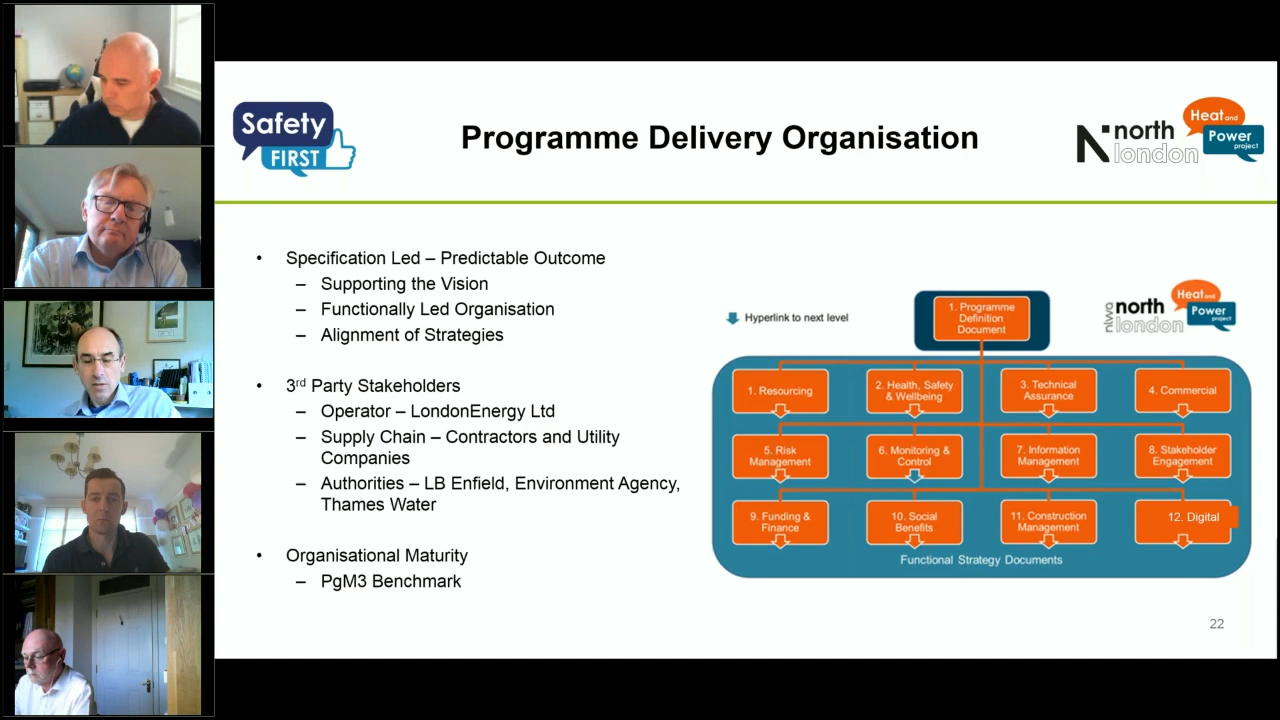 Safety
FIRST
Programme Delivery Organisation
north
london
Heat and
Power
project
• Specification Led – Predictable Outcome
– Supporting the Vision
– Functionally Led Organisation
– Alignment of Strategies
• 3rd Party Stakeholders
– Operator – LondonEnergy Ltd
– Supply Chain – Contractors and Utility
Companies
– Authorities – LB Enfield, Environment Agency,
Thames Water
• Organisational Maturity
– PgM3 Benchmark
Hyperlink to next level
1. Programme
Definition
Document
nlwa
north
london
Heat and
Power
project
1. Resourcing
2. Health, Safety
& Wellbeing
3. Technical
Assurance
4. Commercial
5. Risk
Management
6. Monitoring &
Control
7. Information
Management
8. Stakeholder
Engagement
9. Funding &
Finance
10. Social
Benefits
11. Construction
Management
12. Digital
Functional Strategy Documents
22